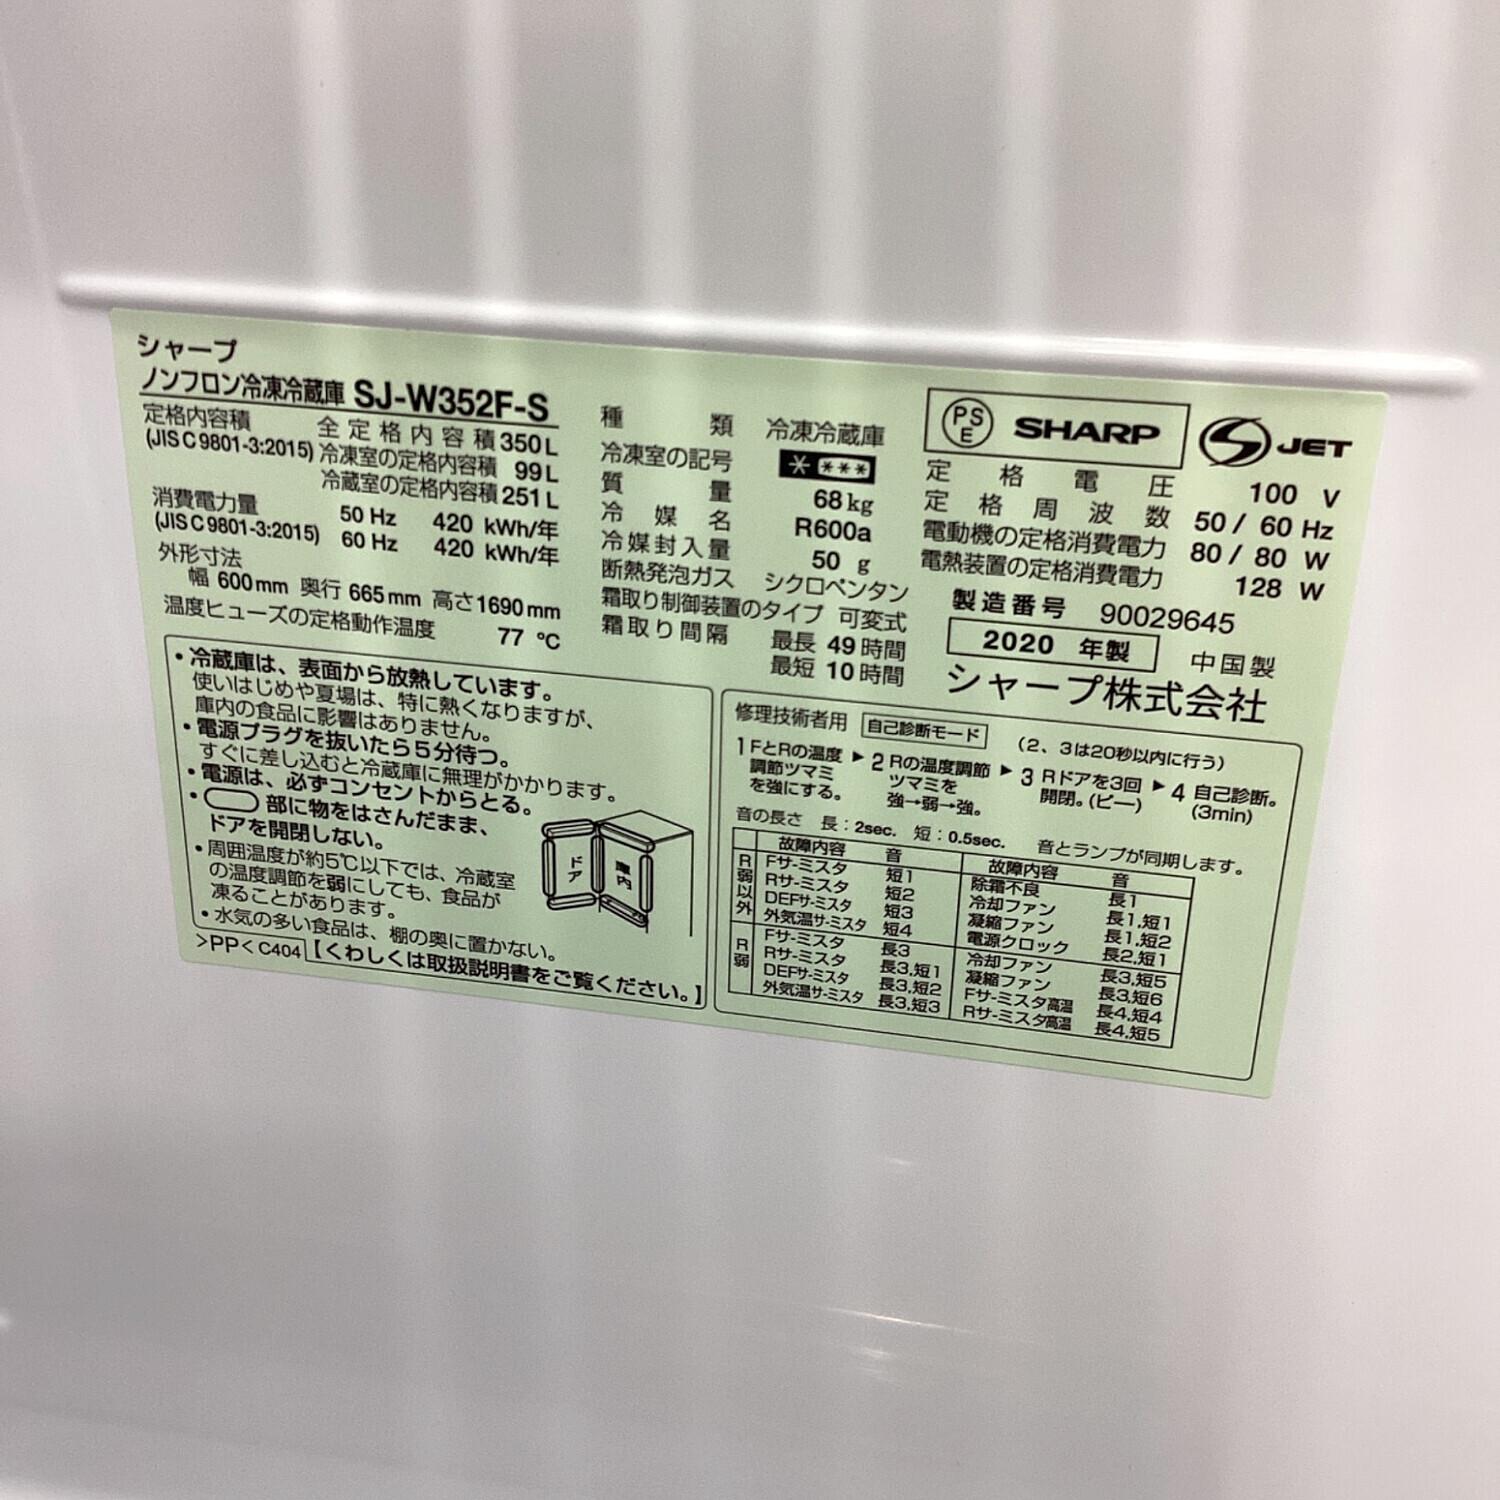 シャープ
ノンフロン冷凍冷蔵庫 SJ-W352F-S
定格内容積 全定格内容積 350L
(JIS C 9801-3:2015) 冷凍室の定格内容積 99L
冷蔵室の定格内容積 251L
消費電力量 50 Hz 420 kWh/年
(JIS C 9801-3:2015) 60 Hz 420 kWh/年
外形寸法
幅 600mm 奥行 665mm 高さ1690mm
温度ヒューズの定格動作温度 77 ℃
種類 冷凍冷蔵庫
冷凍室の記号 * ***
質量 68kg
冷媒名 R600a
冷媒封入量 50 g
断熱発泡ガス シクロペンタン
霜取り制御装置のタイプ 可変式
霜取り間隔 最長 49時間
最短 10時間
PS E SHARP S JET
定格電圧 100 V
定格周波数 50 / 60 Hz
電動機の定格消費電力 80 / 80 W
電熱装置の定格消費電力 128 W
製造番号 90029645
2020 年製 中国製
シャープ株式会社
・冷蔵庫は、表面から放熱しています。
使いはじめや夏場は、特に熱くなりますが、
庫内の食品に影響はありません。
・電源プラグを抜いたら5分待つ。
すぐに差し込むと冷蔵庫に無理がかかります。
・電源は、必ずコンセントからとる。
・部に物をはさんだまま、
ドアを開閉しない。
・周囲温度が約5℃以下では、冷蔵室
の温度調節を弱にしても、食品が
凍ることがあります。
・水気の多い食品は、棚の奥に置かない。
ドア 庫内
>PP< C404 【くわしくは取扱説明書をご覧ください。】
修理技術者用 自己診断モード (2、3は20秒以内に行う)
1 FとRの温度
調節ツマミ
を強にする。
▶ 2 Rの温度調節
ツマミを
強→弱→強。
▶ 3 Rドアを3回
開閉。(ピー)
▶ 4 自己診断。
(3min)
音の長さ 長：2sec. 短：0.5sec. 音とランプが同期します。
故障内容 音 故障内容 音
R弱以外 Fサ-ミスタ 短1 除霜不良 長1
Rサ-ミスタ 短2 冷却ファン 長1,短1
DEFサ-ミスタ 短3 凝縮ファン 長1,短2
外気温サ-ミスタ 短4 電源クロック 長2,短1
R弱 Fサ-ミスタ 長3 冷却ファン 長3,短5
Rサ-ミスタ 長3,短1 凝縮ファン 長3,短6
DEFサ-ミスタ 長3,短2 Fサ-ミスタ高温 長4,短4
外気温サ-ミスタ 長3,短3 Rサ-ミスタ高温 長4,短5